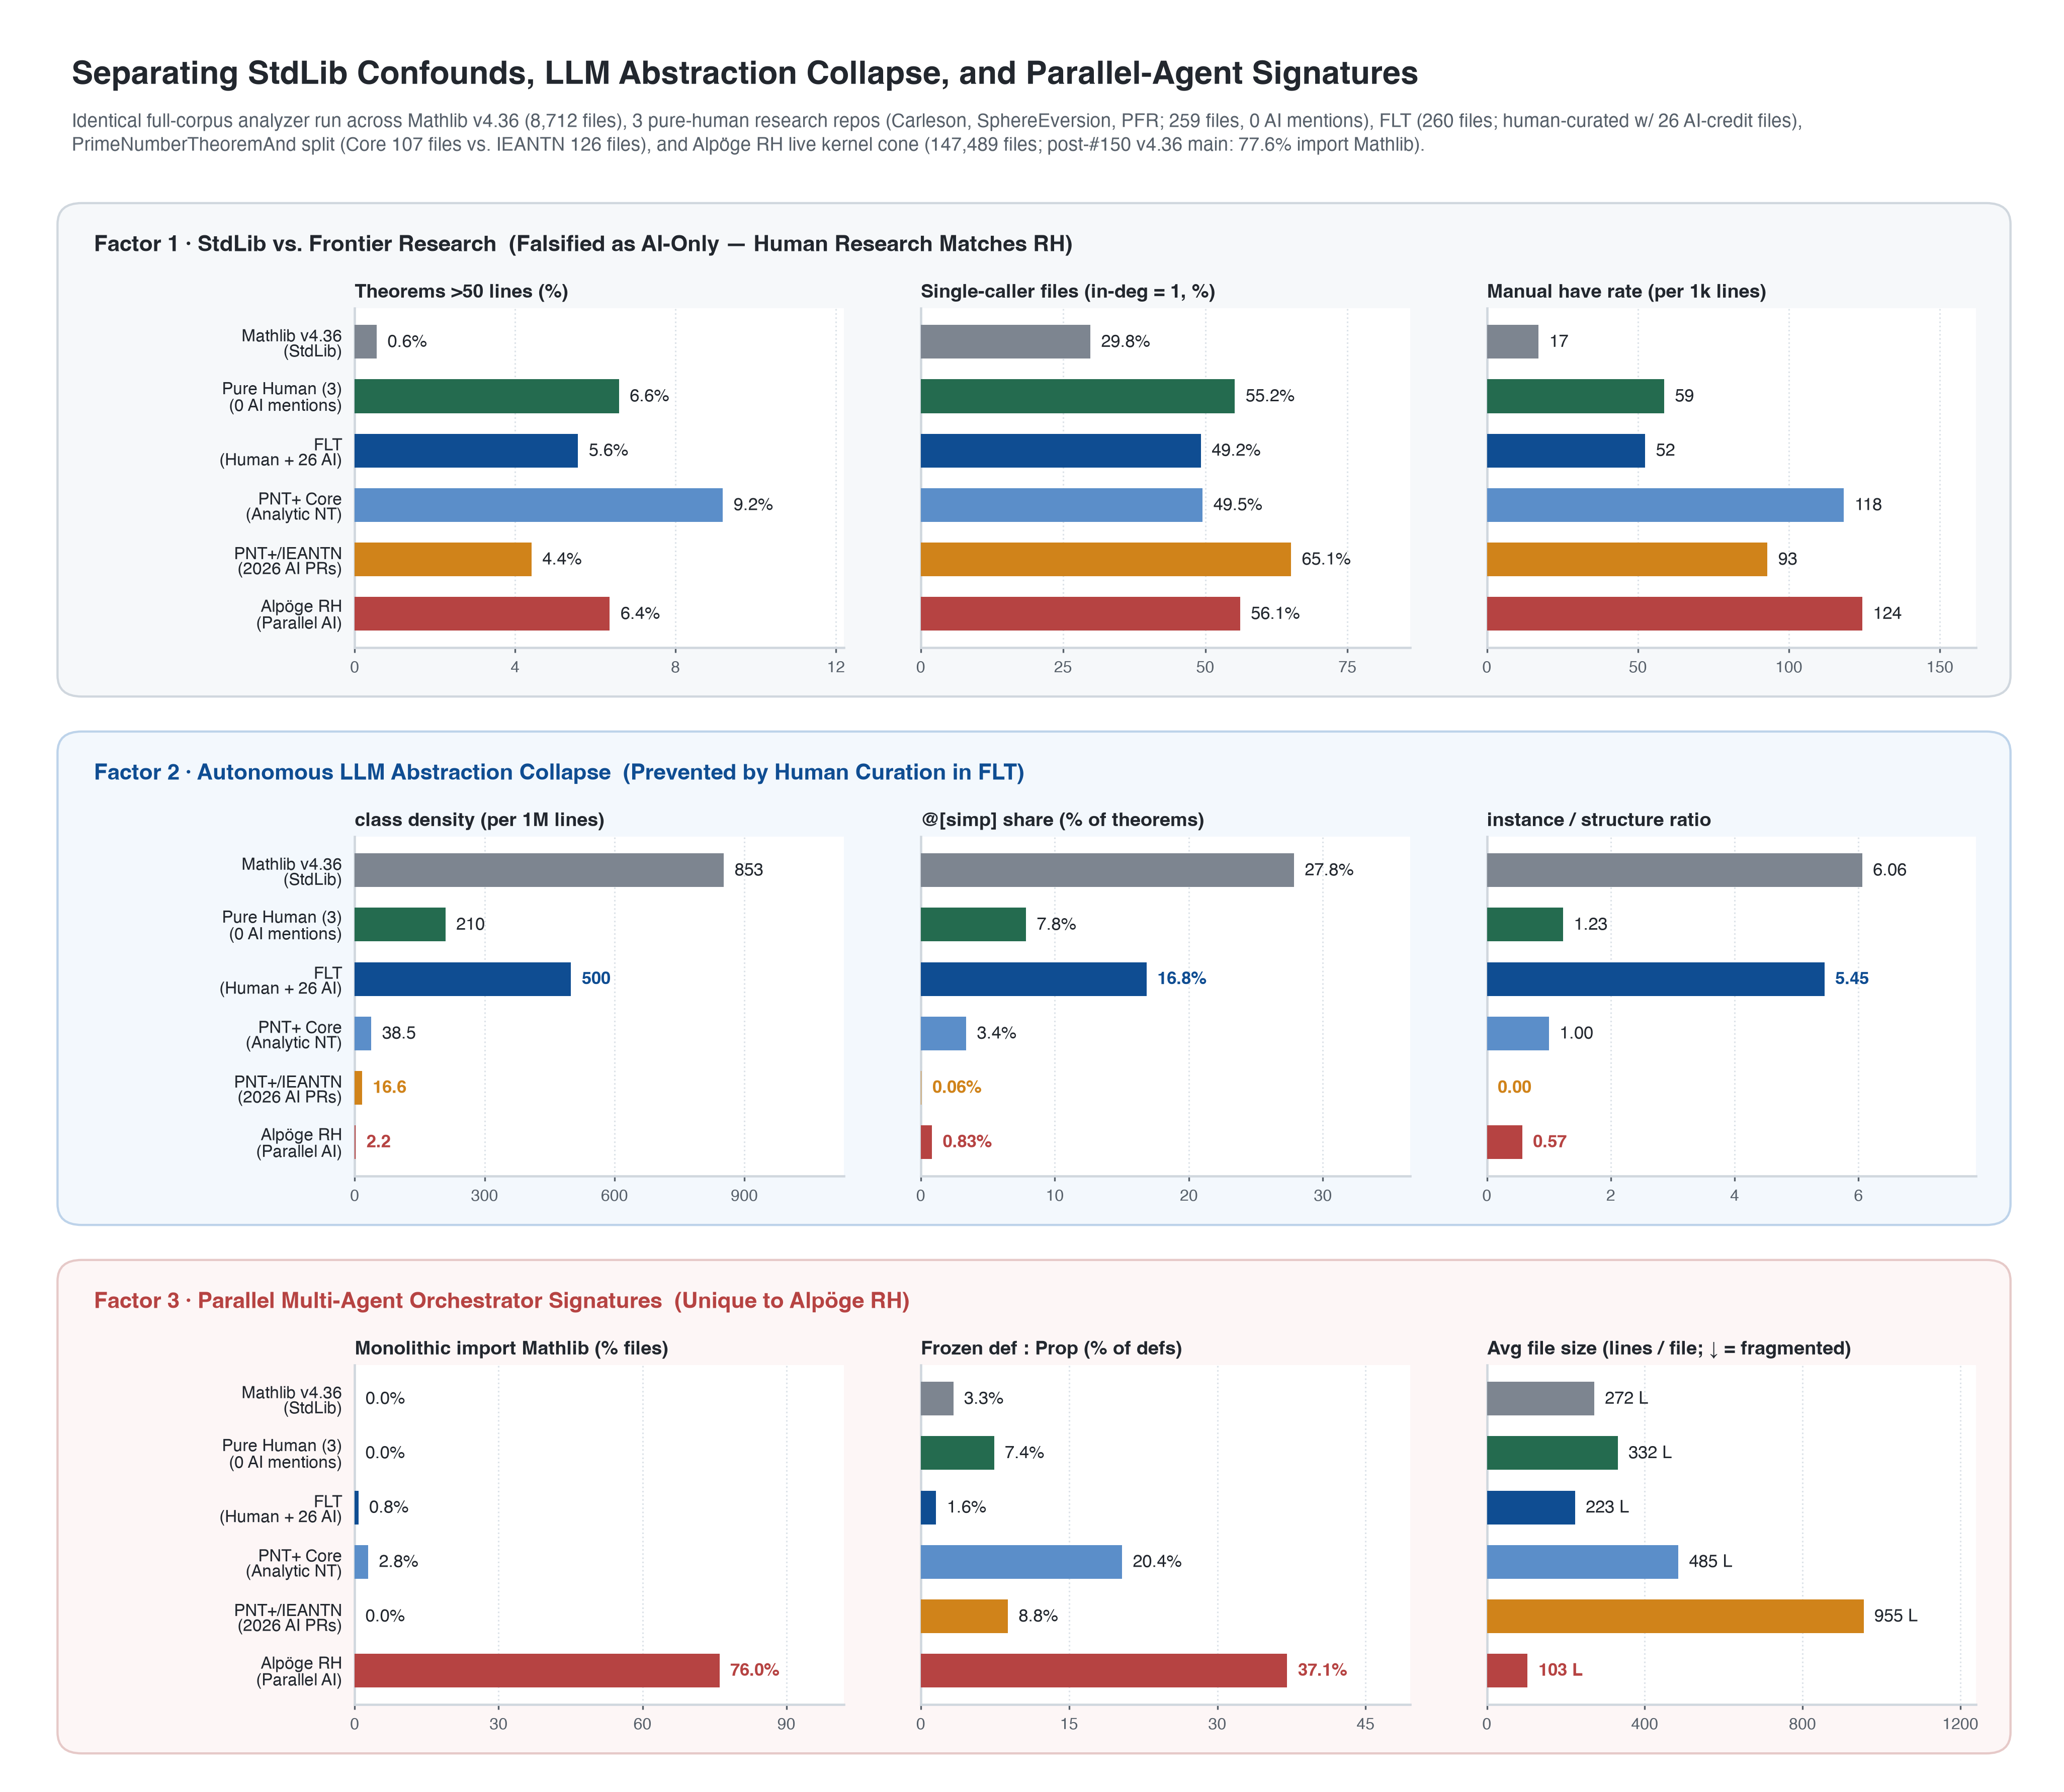 Separating StdLib Confounds, LLM Abstraction Collapse, and Parallel-Agent Signatures
Identical full-corpus analyzer run across Mathlib v4.36 (8,712 files), 3 pure-human research repos (Carleson, SphereEversion, PFR; 259 files, 0 AI mentions), FLT (260 files; human-curated w/ 26 AI-credit files),
PrimeNumberTheoremAnd split (Core 107 files vs. IEANTN 126 files), and Alpöge RH live kernel cone (147,489 files; post-#150 v4.36 main: 77.6% import Mathlib).
Factor 1 · StdLib vs. Frontier Research (Falsified as AI-Only — Human Research Matches RH)
Theorems >50 lines (%)
Mathlib v4.36
(StdLib)
0.6%
Pure Human (3)
(0 AI mentions)
6.6%
FLT
(Human + 26 AI)
5.6%
PNT+ Core
(Analytic NT)
9.2%
PNT+/IEANTN
(2026 AI PRs)
4.4%
Alpöge RH
(Parallel AI)
6.4%
0 4 8 12
Single-caller files (in-deg = 1, %)
29.8%
55.2%
49.2%
49.5%
65.1%
56.1%
0 25 50 75
Manual have rate (per 1k lines)
17
59
52
118
93
124
0 50 100 150
Factor 2 · Autonomous LLM Abstraction Collapse (Prevented by Human Curation in FLT)
class density (per 1M lines)
Mathlib v4.36
(StdLib)
853
Pure Human (3)
(0 AI mentions)
210
FLT
(Human + 26 AI)
500
PNT+ Core
(Analytic NT)
38.5
PNT+/IEANTN
(2026 AI PRs)
16.6
Alpöge RH
(Parallel AI)
2.2
0 300 600 900
@[simp] share (% of theorems)
27.8%
7.8%
16.8%
3.4%
0.06%
0.83%
0 10 20 30
instance / structure ratio
6.06
1.23
5.45
1.00
0.00
0.57
0 2 4 6
Factor 3 · Parallel Multi-Agent Orchestrator Signatures (Unique to Alpöge RH)
Monolithic import Mathlib (% files)
Mathlib v4.36
(StdLib)
0.0%
Pure Human (3)
(0 AI mentions)
0.0%
FLT
(Human + 26 AI)
0.8%
PNT+ Core
(Analytic NT)
2.8%
PNT+/IEANTN
(2026 AI PRs)
0.0%
Alpöge RH
(Parallel AI)
76.0%
0 30 60 90
Frozen def : Prop (% of defs)
3.3%
7.4%
1.6%
20.4%
8.8%
37.1%
0 15 30 45
Avg file size (lines / file; ↓ = fragmented)
272 L
332 L
223 L
485 L
955 L
103 L
0 400 800 1200